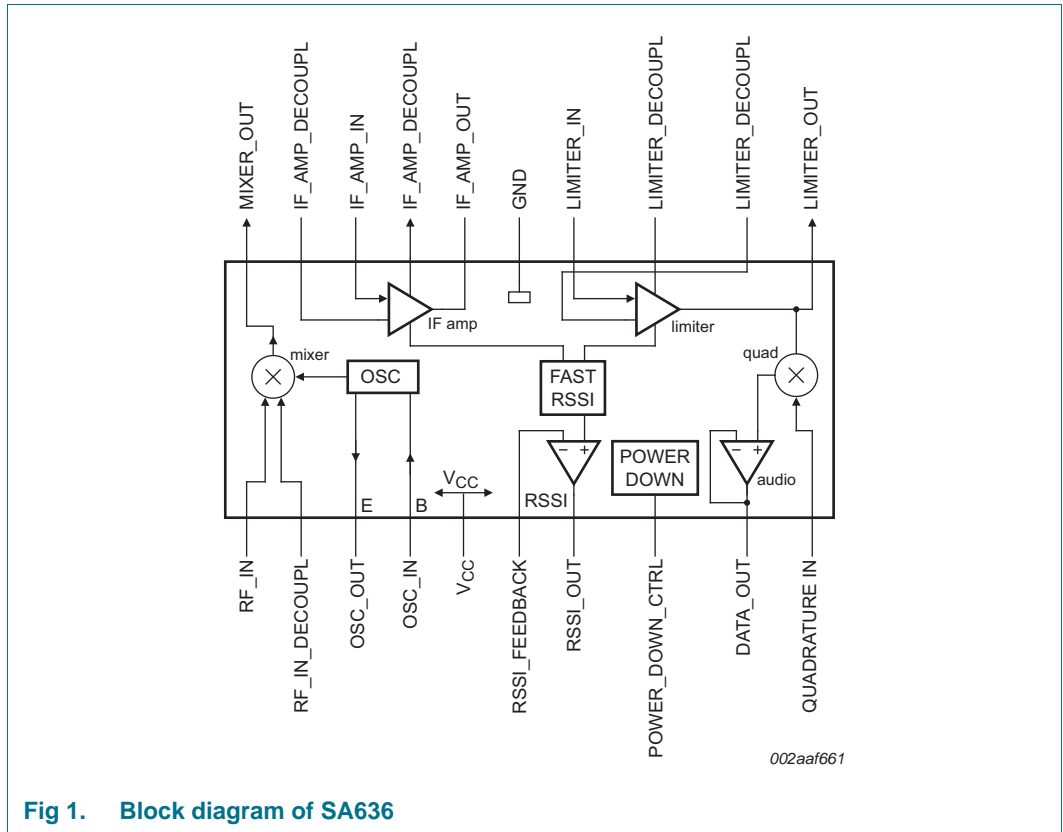 MIXER_OUT
IF_AMP_DECOUPL
IF_AMP_IN
IF_AMP_DECOUPL
IF_AMP_OUT
GND
LIMITER_IN
LIMITER_DECOUPL
LIMITER_DECOUPL
LIMITER_OUT
IF amp
limiter
mixer
OSC
FAST
RSSI
quad
POWER
DOWN
− +
− +
audio
E
B
VCC
RSSI
RF_IN
RF_IN_DECOUPL
OSC_OUT
OSC_IN
VCC
RSSI_FEEDBACK
RSSI_OUT
POWER_DOWN_CTRL
DATA_OUT
QUADRATURE IN
002aaf661
Fig 1. Block diagram of SA636